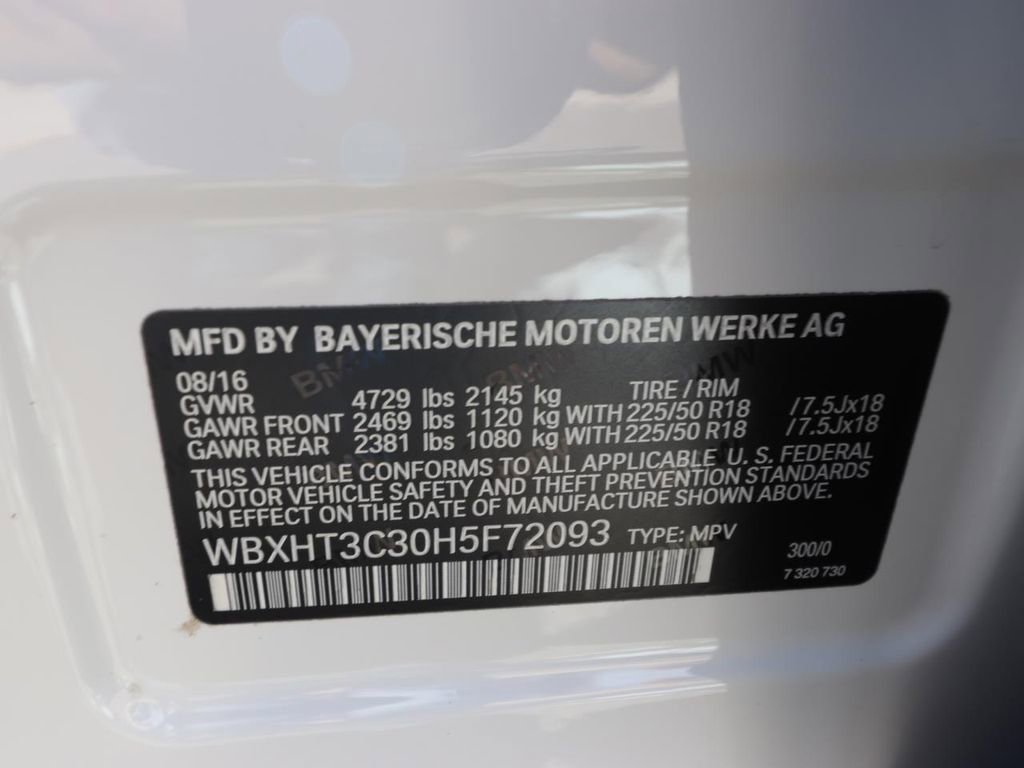 MFD BY BAYERISCHE MOTOREN WERKE AG
08/16
GVWR 4729 lbs 2145 kg TIRE / RIM
GAWR FRONT 2469 lbs 1120 kg WITH 225/50 R18 /7.5Jx18
GAWR REAR 2381 lbs 1080 kg WITH 225/50 R18 /7.5Jx18
THIS VEHICLE CONFORMS TO ALL APPLICABLE U. S. FEDERAL
MOTOR VEHICLE SAFETY AND THEFT PREVENTION STANDARDS
IN EFFECT ON THE DATE OF MANUFACTURE SHOWN ABOVE.
WBXHT3C30H5F72093 TYPE: MPV
300/0
7 320 730